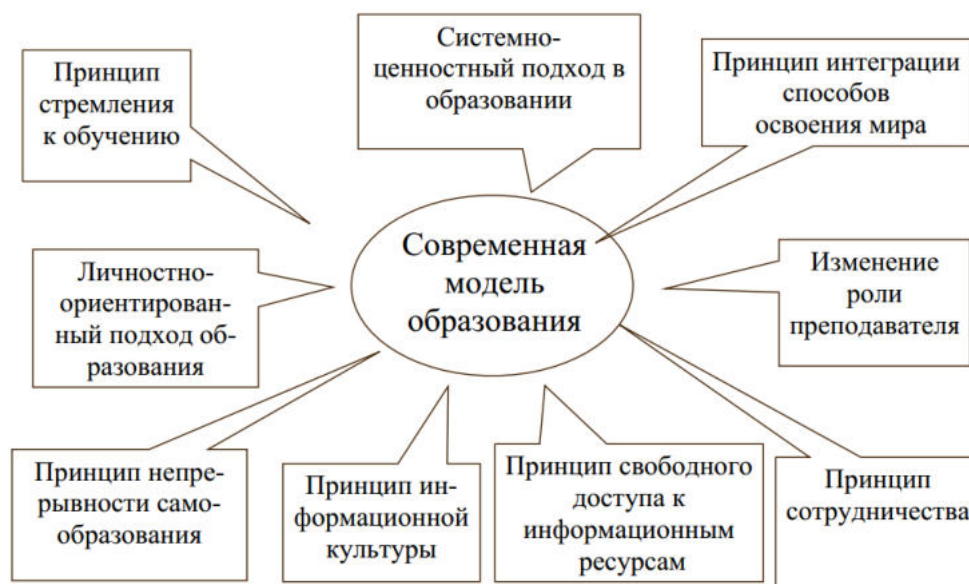 Принцип
стремления
к обучению
Системно-
ценностный подход в
образовании
Принцип интеграции
способов
освоения мира
Личностно-
ориентирован-
ный подход об-
разования
Современная
модель
образования
Изменение
роли
преподавателя
Принцип непре-
рывности само-
образования
Принцип ин-
формационной
культуры
Принцип свободного
доступа к
информационным
ресурсам
Принцип
сотрудничества